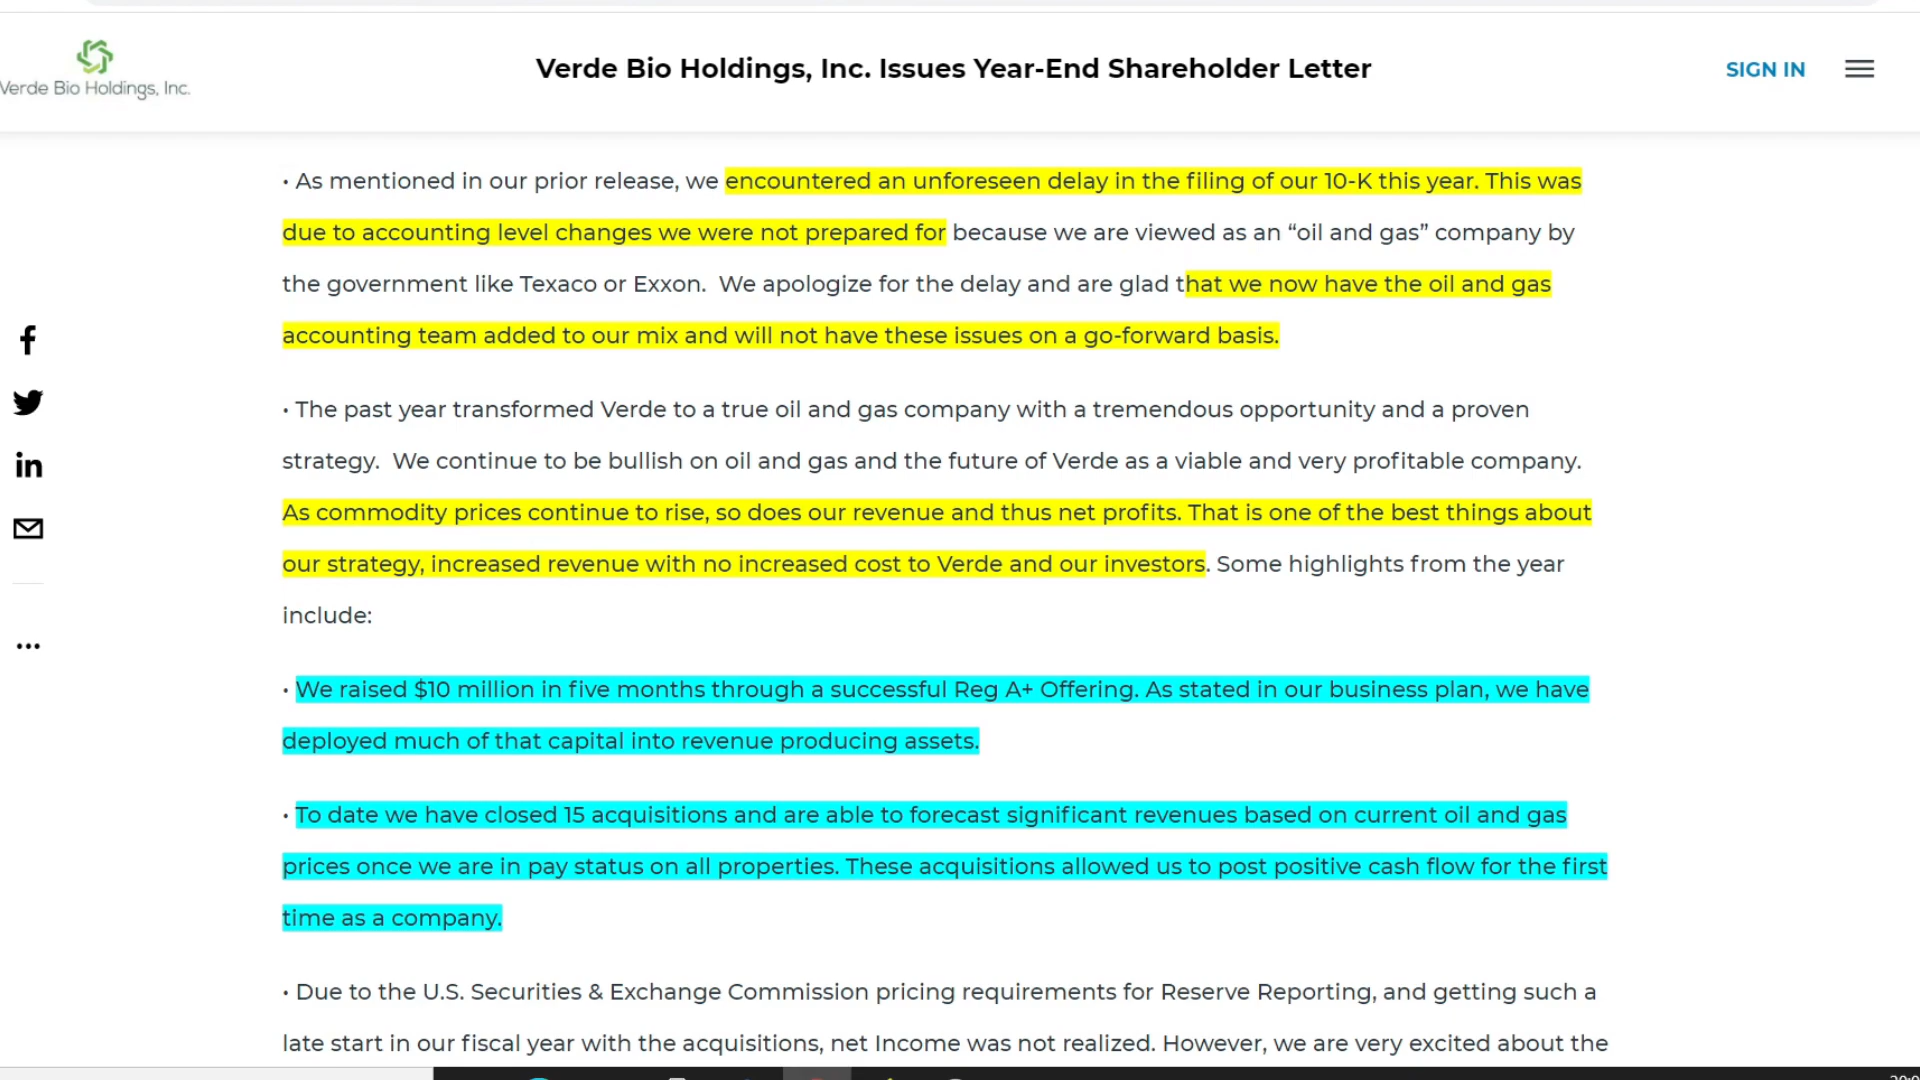 Verde Bio Holdings, Inc.
Verde Bio Holdings, Inc. Issues Year-End Shareholder Letter
SIGN IN
• As mentioned in our prior release, we encountered an unforeseen delay in the filing of our 10-K this year. This was
due to accounting level changes we were not prepared for because we are viewed as an “oil and gas” company by
the government like Texaco or Exxon.  We apologize for the delay and are glad that we now have the oil and gas
accounting team added to our mix and will not have these issues on a go-forward basis.
• The past year transformed Verde to a true oil and gas company with a tremendous opportunity and a proven
strategy.  We continue to be bullish on oil and gas and the future of Verde as a viable and very profitable company.
As commodity prices continue to rise, so does our revenue and thus net profits. That is one of the best things about
our strategy, increased revenue with no increased cost to Verde and our investors. Some highlights from the year
include:
• We raised $10 million in five months through a successful Reg A+ Offering. As stated in our business plan, we have
deployed much of that capital into revenue producing assets.
• To date we have closed 15 acquisitions and are able to forecast significant revenues based on current oil and gas
prices once we are in pay status on all properties. These acquisitions allowed us to post positive cash flow for the first
time as a company.
• Due to the U.S. Securities & Exchange Commission pricing requirements for Reserve Reporting, and getting such a
late start in our fiscal year with the acquisitions, net Income was not realized. However, we are very excited about the